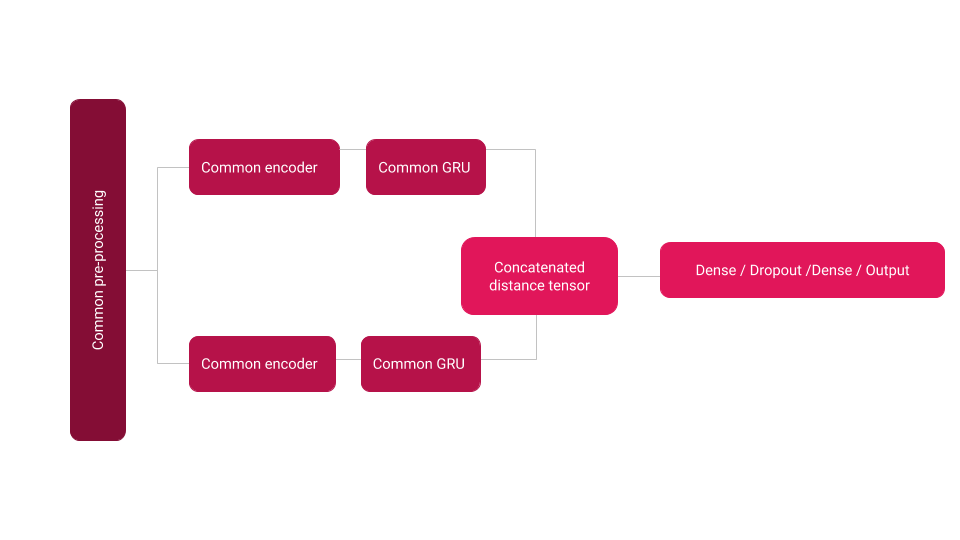 Common pre-processing
Common encoder
Common GRU
Concatenated
distance tensor
Dense / Dropout /Dense / Output
Common encoder
Common GRU